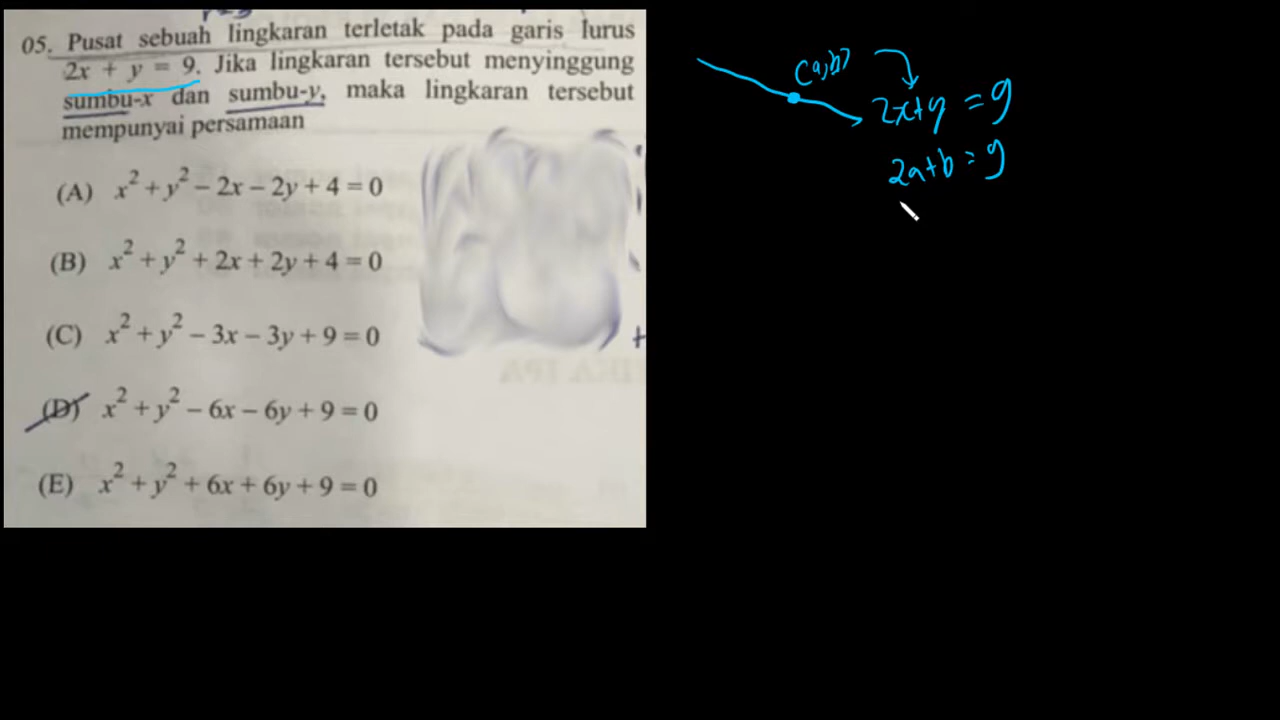 05. Pusat sebuah lingkaran terletak pada garis lurus
2x + y = 9. Jika lingkaran tersebut menyinggung
sumbu-x dan sumbu-y, maka lingkaran tersebut
mempunyai persamaan
(A) x² + y² − 2x − 2y + 4 = 0
(B) x² + y² + 2x + 2y + 4 = 0
(C) x² + y² − 3x − 3y + 9 = 0
(D) x² + y² − 6x − 6y + 9 = 0
(E) x² + y² + 6x + 6y + 9 = 0
(a,b)
2x+y = 9
2a+b = 9